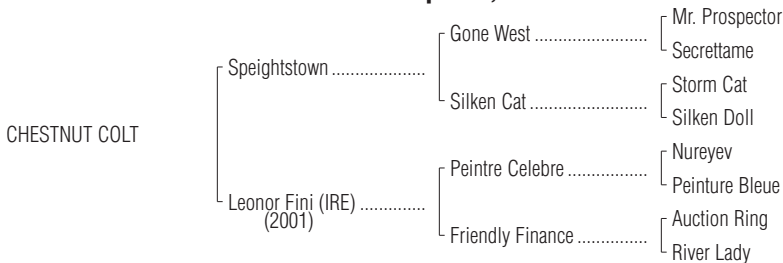 Mr. Prospector
Gone West ..................
Secrettame
Speightstown ...............
Storm Cat
Silken Cat ...................
Silken Doll
CHESTNUT COLT
Nureyev
Peintre Celebre ..............
Peinture Bleue
Leonor Fini (IRE) ............
(2001)
Auction Ring
Friendly Finance .............
River Lady